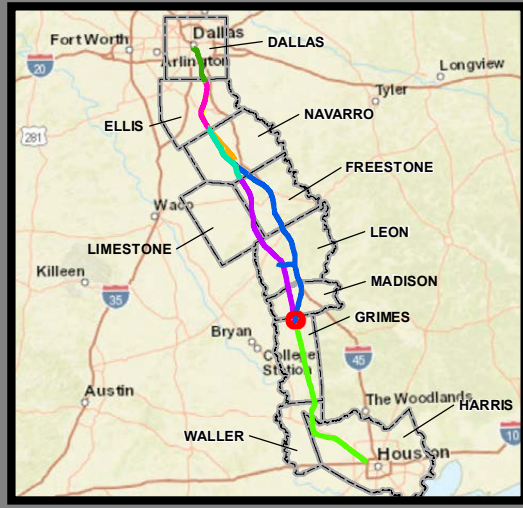 Fort Worth
Dallas
DALLAS
Arlington
20
Longview
Tyler
ELLIS
NAVARRO
281
FREESTONE
Waco
LEON
LIMESTONE
Killeen
MADISON
35
GRIMES
Bryan
College
Station
45
Austin
The Woodlands
HARRIS
WALLER
10
Houston